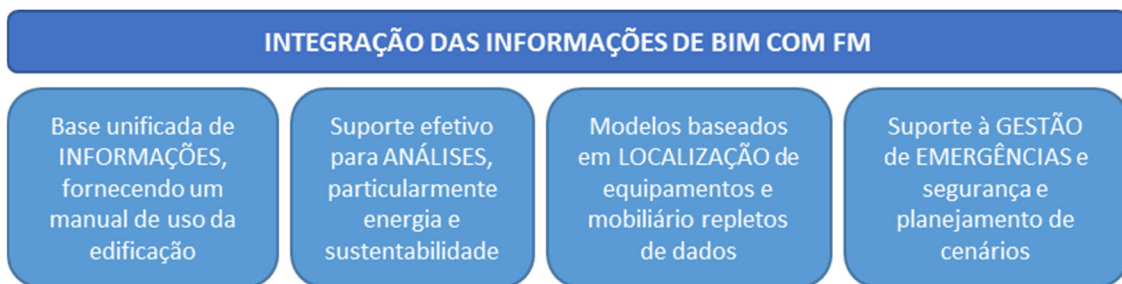 INTEGRAÇÃO DAS INFORMAÇÕES DE BIM COM FM
Base unificada de
INFORMAÇÕES,
fornecendo um
manual de uso da
edificação
Suporte efetivo
para ANÁLISES,
particularmente
energia e
sustentabilidade
Modelos baseados
em LOCALIZAÇÃO de
equipamentos e
mobiliário repletos
de dados
Suporte à GESTÃO
de EMERGÊNCIAS e
segurança e
planejamento de
cenários